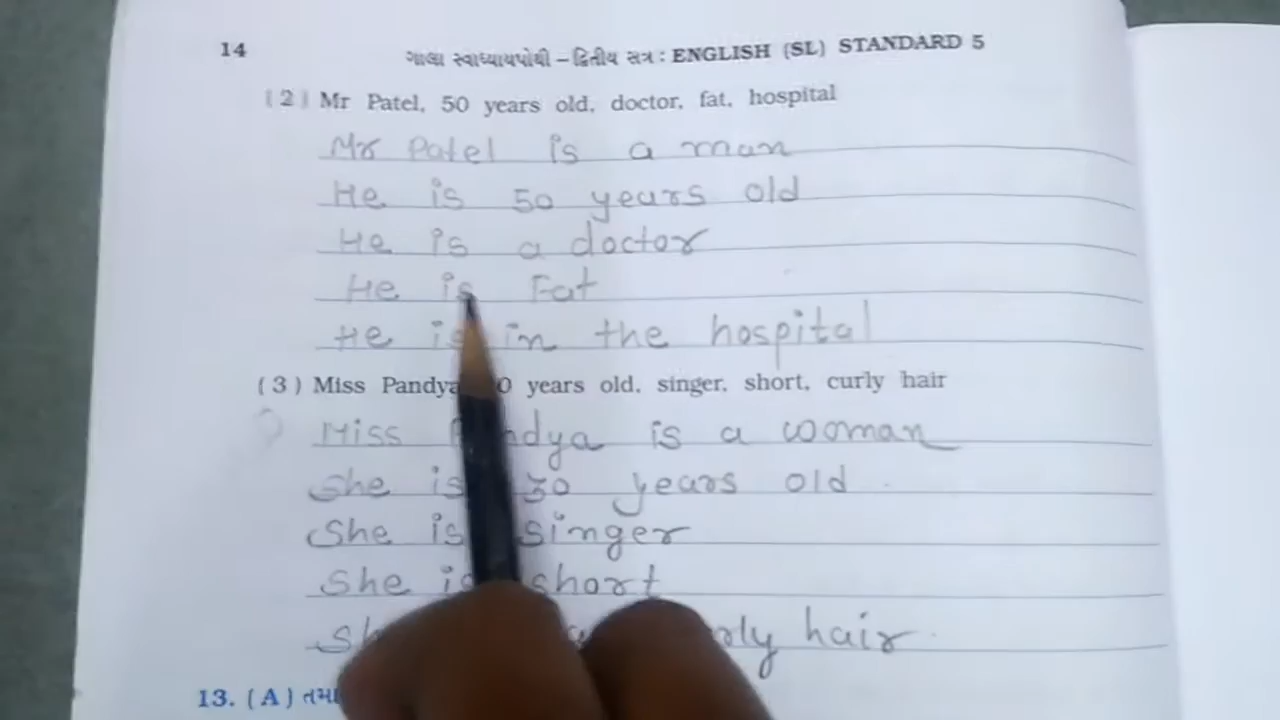 14 ગાલા સ્વાધ્યાયપોથી – દ્વિતીય સત્ર : ENGLISH (SL) STANDARD 5
(2) Mr Patel, 50 years old, doctor, fat, hospital
Mr Patel is a man
He is 50 years old
He is a doctor
He is Fat
He is in the hospital
(3) Miss Pandya years old, singer, short, curly hair
Miss is a woman
She is 30 years old
She is singer
She is short
hair
13. (A)